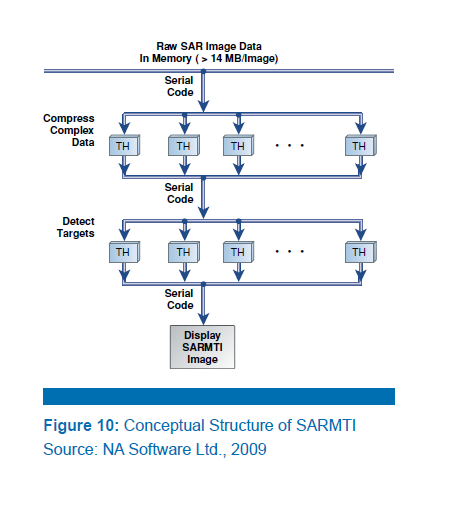 Raw SAR Image Data
In Memory ( > 14 MB/Image)
Serial
Code
Compress
Complex
Data
TH TH TH . . . TH
Serial
Code
Detect
Targets
TH TH TH . . . TH
Serial
Code
Display
SARMTI
Image
Figure 10: Conceptual Structure of SARMTI
Source: NA Software Ltd., 2009